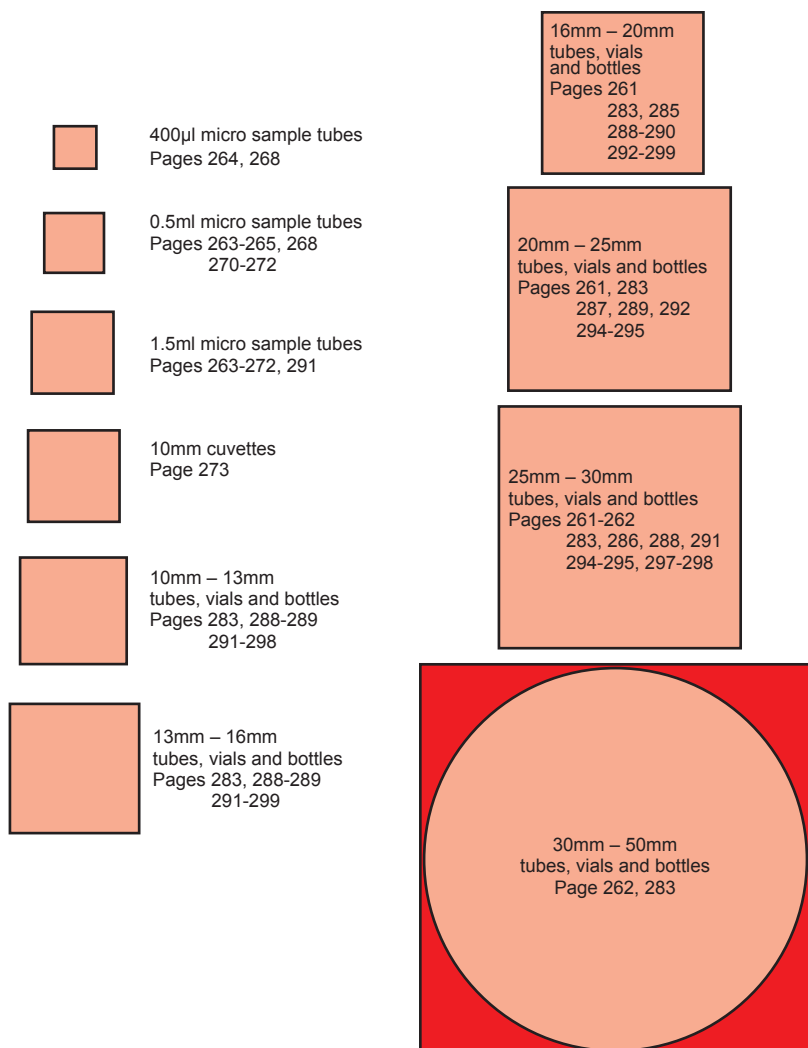 400µl micro sample tubes
Pages 264, 268
0.5ml micro sample tubes
Pages 263-265, 268
270-272
1.5ml micro sample tubes
Pages 263-272, 291
10mm cuvettes
Page 273
10mm – 13mm
tubes, vials and bottles
Pages 283, 288-289
291-298
13mm – 16mm
tubes, vials and bottles
Pages 283, 288-289
291-299
16mm – 20mm
tubes, vials
and bottles
Pages 261
283, 285
288-290
292-299
20mm – 25mm
tubes, vials and bottles
Pages 261, 283
287, 289, 292
294-295
25mm – 30mm
tubes, vials and bottles
Pages 261-262
283, 286, 288, 291
294-295, 297-298
30mm – 50mm
tubes, vials and bottles
Page 262, 283